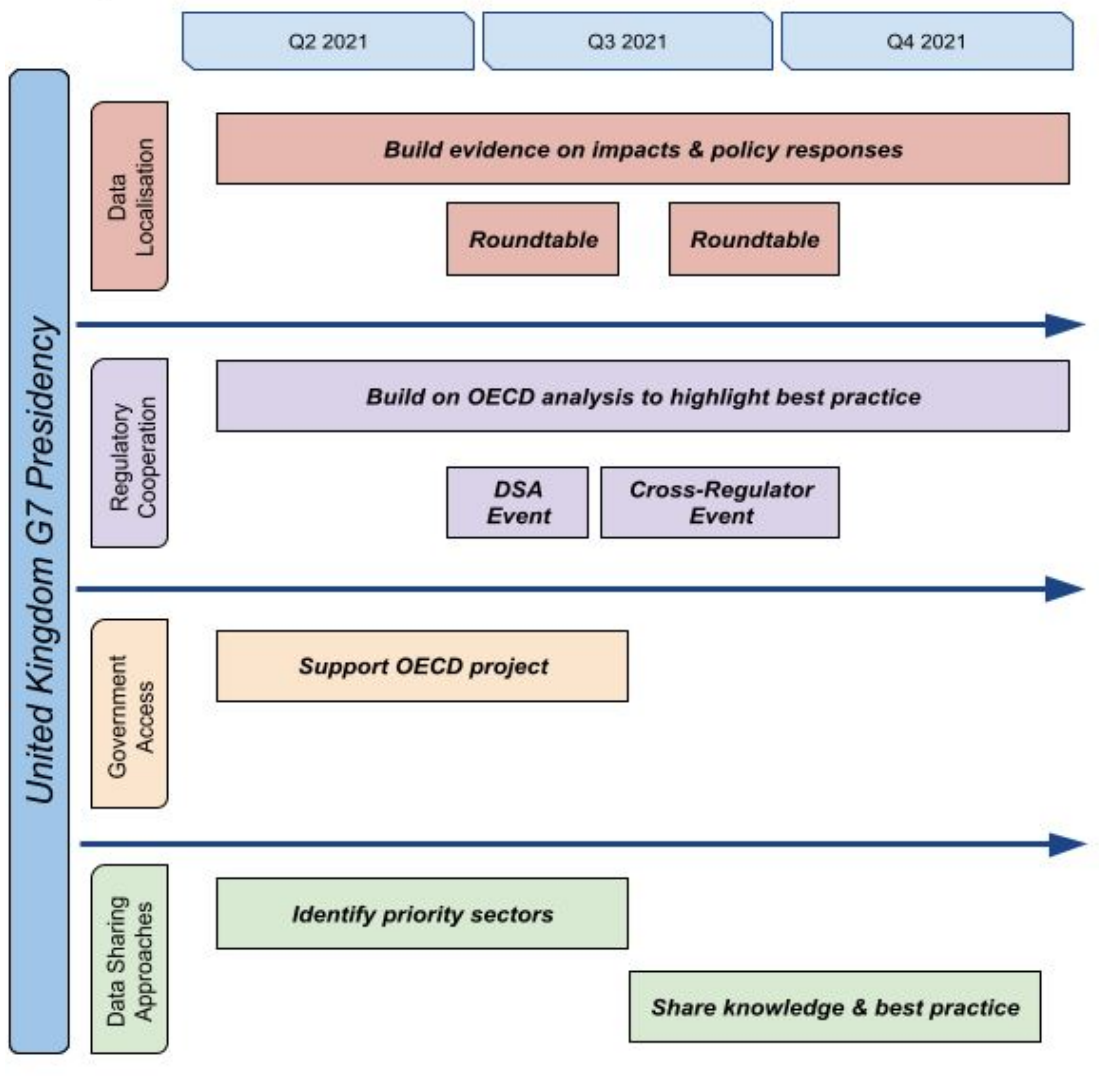 Q2 2021
Q3 2021
Q4 2021
United Kingdom G7 Presidency
Data
Localisation
Build evidence on impacts & policy responses
Roundtable
Roundtable
Regulatory
Cooperation
Build on OECD analysis to highlight best practice
DSA
Event
Cross-Regulator
Event
Government
Access
Support OECD project
Data Sharing
Approaches
Identify priority sectors
Share knowledge & best practice